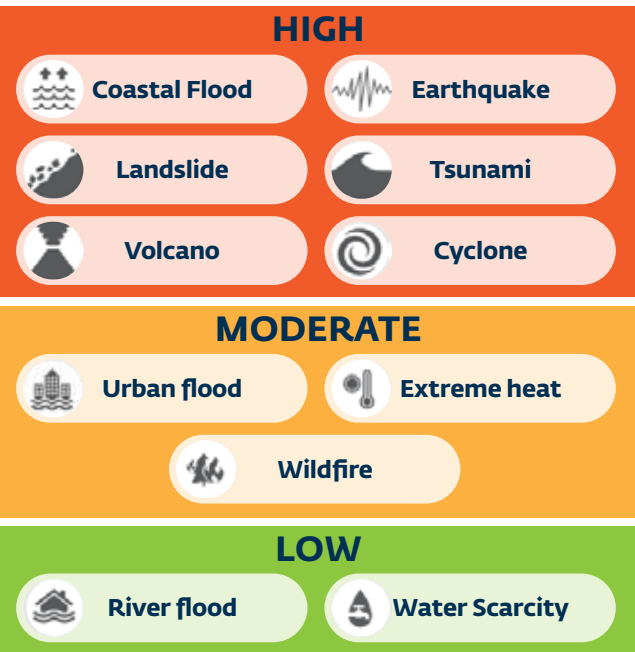 HIGH
Coastal Flood
Earthquake
Landslide
Tsunami
Volcano
Cyclone
MODERATE
Urban flood
Extreme heat
Wildfire
LOW
River flood
Water Scarcity